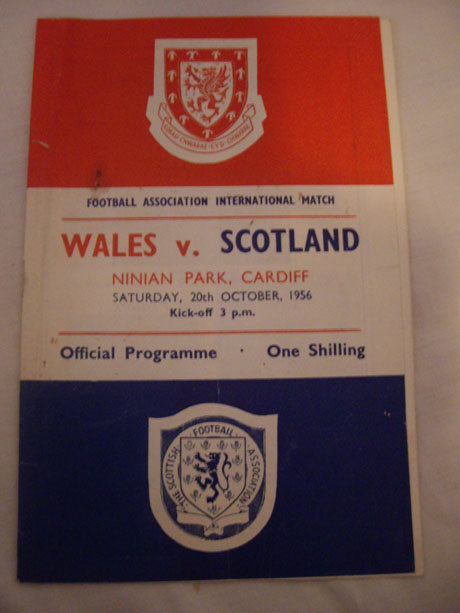 FOOTBALL ASSOCIATION INTERNATIONAL MATCH
WALES v. SCOTLAND
NINIAN PARK, CARDIFF
SATURDAY, 20th OCTOBER, 1956
Kick-off 3 p.m.
Official Programme · One Shilling
THE SCOTTISH FOOTBALL ASSOCIATION